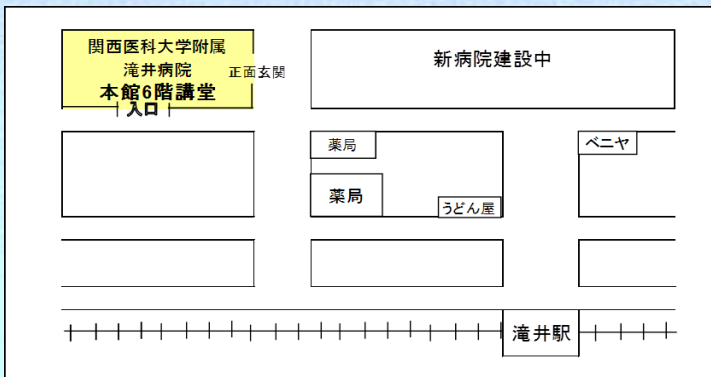 関西医科大学附属
滝井病院
本館6階講堂
入口
正面玄関
新病院建設中
薬局
薬局
うどん屋
ベニヤ
滝井駅